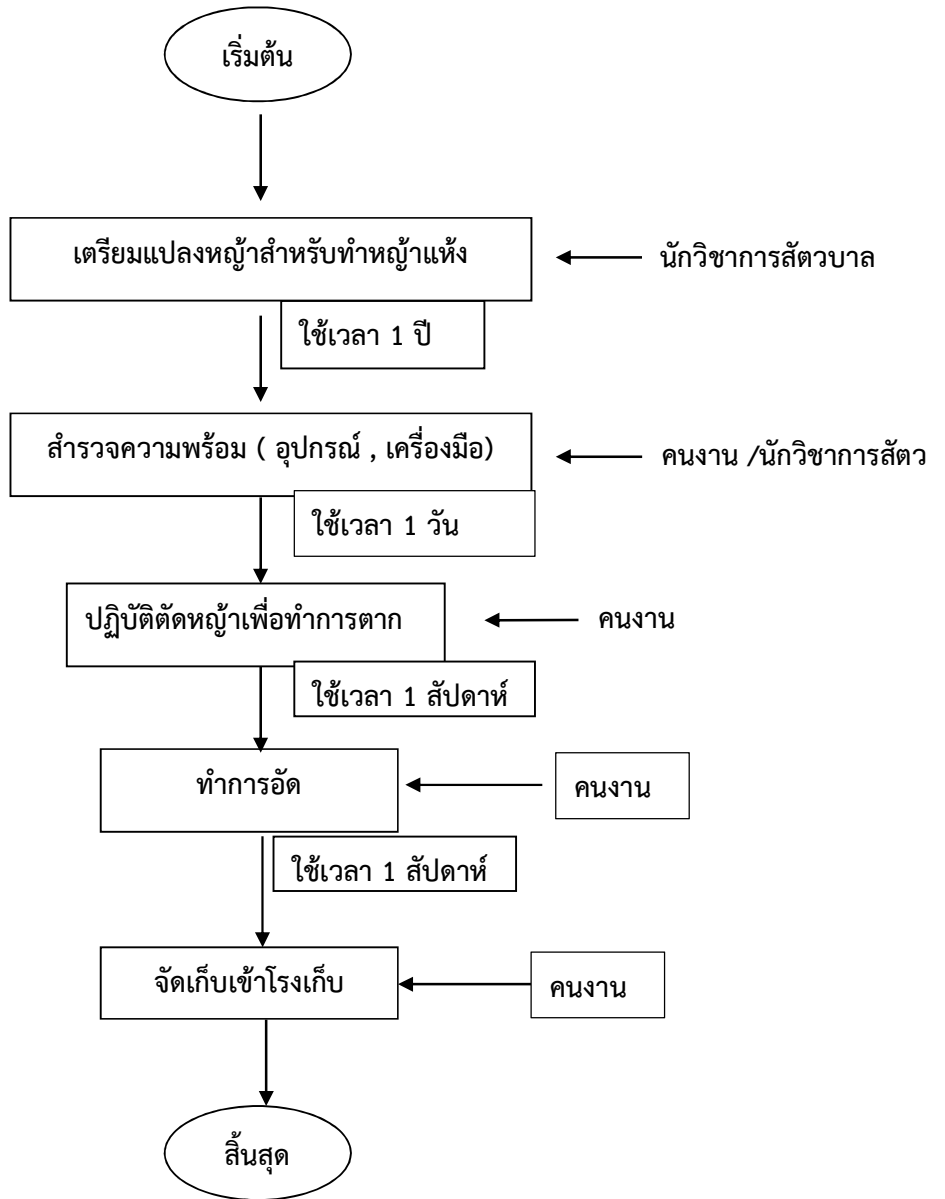 เริ่มต้น
เตรียมแปลงหญ้าสำหรับทำหญ้าแห้ง
นักวิชาการสัตวบาล
ใช้เวลา 1 ปี
สำรวจความพร้อม ( อุปกรณ์ , เครื่องมือ)
คนงาน /นักวิชาการสัตว
ใช้เวลา 1 วัน
ปฏิบัติตัดหญ้าเพื่อทำการตาก
คนงาน
ใช้เวลา 1 สัปดาห์
ทำการอัด
คนงาน
ใช้เวลา 1 สัปดาห์
จัดเก็บเข้าโรงเก็บ
คนงาน
สิ้นสุด